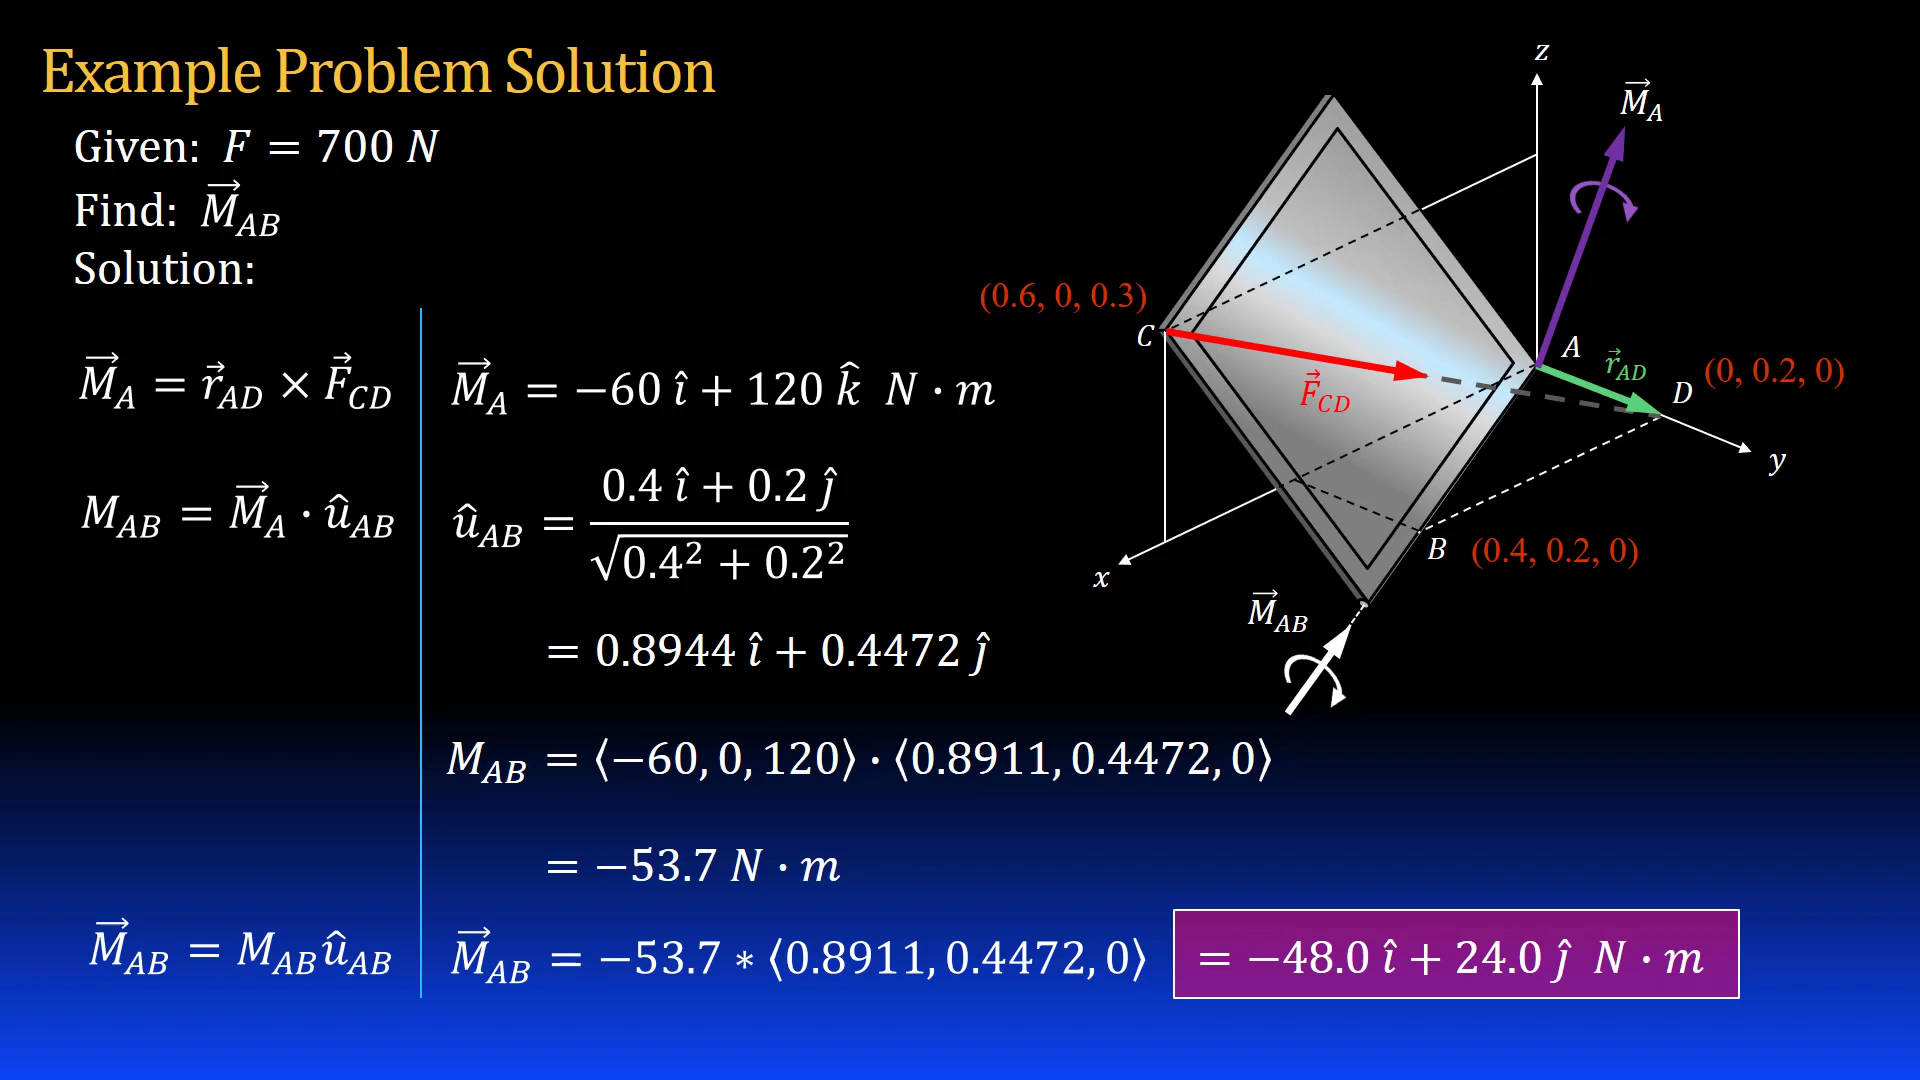 Example Problem Solution
Given: F = 700 N
Find: M⃗_AB
Solution:
M⃗_A = r⃗_AD × F⃗_CD
M_AB = M⃗_A · û_AB
M⃗_AB = M_AB û_AB
M⃗_A = −60 î + 120 k̂ N · m
û_AB = (0.4 î + 0.2 ĵ) / √(0.4² + 0.2²)
= 0.8944 î + 0.4472 ĵ
M_AB = ⟨−60, 0, 120⟩ · ⟨0.8911, 0.4472, 0⟩
= −53.7 N · m
M⃗_AB = −53.7 ∗ ⟨0.8911, 0.4472, 0⟩ = −48.0 î + 24.0 ĵ N · m
z
M⃗_A
(0.6, 0, 0.3)
C
F⃗_CD
A
r⃗_AD
(0, 0.2, 0)
D
y
B
(0.4, 0.2, 0)
x
M⃗_AB